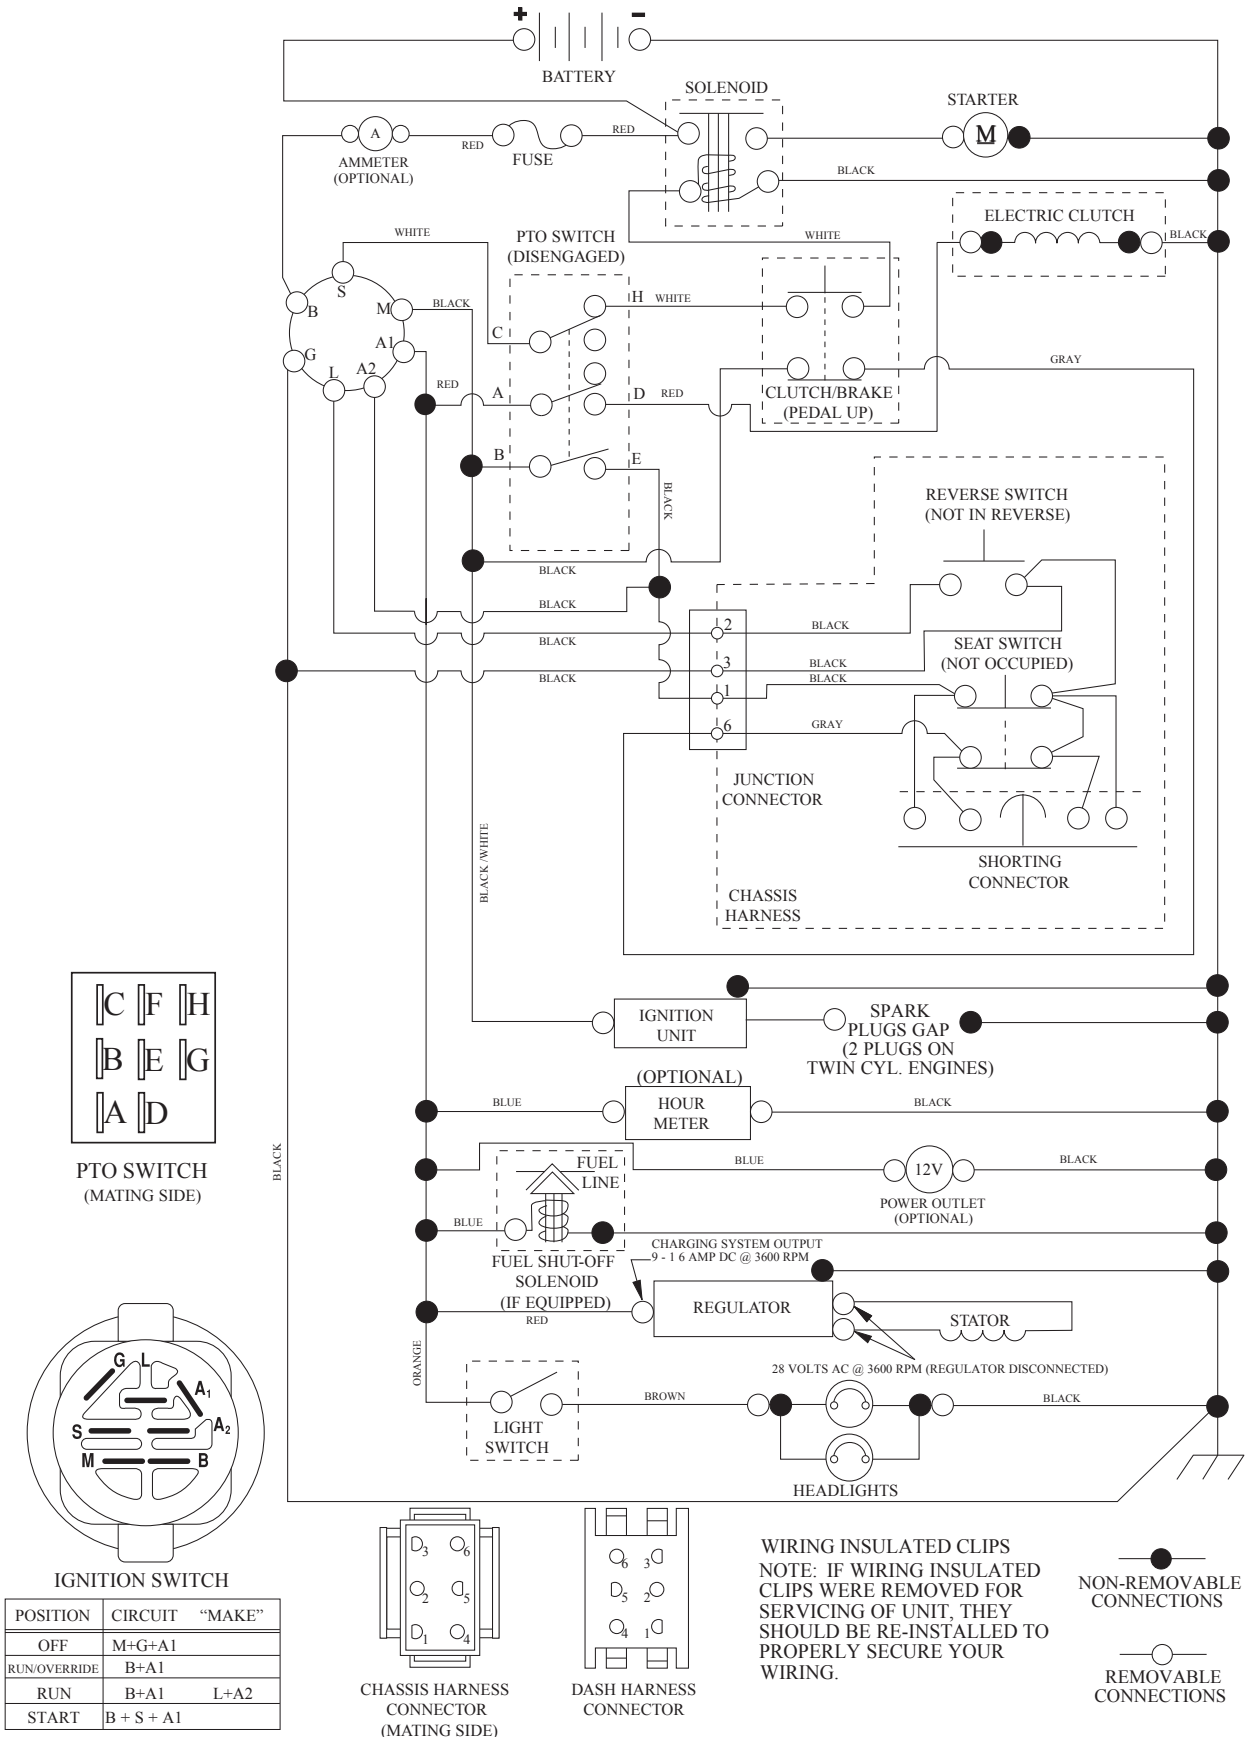 +
−
BATTERY
SOLENOID
STARTER
M
A
AMMETER
(OPTIONAL)
RED
FUSE
RED
BLACK
ELECTRIC CLUTCH
BLACK
WHITE
PTO SWITCH
(DISENGAGED)
WHITE
S
B
M
BLACK
H
WHITE
C
G
A1
GRAY
L
A2
RED
A
D
RED
CLUTCH/BRAKE
(PEDAL UP)
B
E
BLACK
REVERSE SWITCH
(NOT IN REVERSE)
BLACK
BLACK
BLACK
2
BLACK
SEAT SWITCH
(NOT OCCUPIED)
3
BLACK
BLACK
BLACK
1
6
GRAY
JUNCTION
CONNECTOR
BLACK /WHITE
SHORTING
CONNECTOR
CHASSIS
HARNESS
C F H
B E G
A D
PTO SWITCH
(MATING SIDE)
IGNITION
UNIT
SPARK
PLUGS GAP
(2 PLUGS ON
TWIN CYL. ENGINES)
(OPTIONAL)
BLUE
HOUR
METER
BLACK
BLACK
FUEL
LINE
BLUE
12V
BLACK
POWER OUTLET
(OPTIONAL)
BLUE
FUEL SHUT-OFF
SOLENOID
(IF EQUIPPED)
CHARGING SYSTEM OUTPUT
9 - 1 6 AMP DC @ 3600 RPM
RED
REGULATOR
STATOR
28 VOLTS AC @ 3600 RPM (REGULATOR DISCONNECTED)
ORANGE
BROWN
BLACK
LIGHT
SWITCH
HEADLIGHTS
G L
A1
A2
S
M
B
IGNITION SWITCH
POSITION CIRCUIT “MAKE”
OFF M+G+A1
RUN/OVERRIDE B+A1
RUN B+A1 L+A2
START B + S + A1
3 6
2 5
1 4
CHASSIS HARNESS
CONNECTOR
(MATING SIDE)
6 3
5 2
4 1
DASH HARNESS
CONNECTOR
WIRING INSULATED CLIPS
NOTE: IF WIRING INSULATED
CLIPS WERE REMOVED FOR
SERVICING OF UNIT, THEY
SHOULD BE RE-INSTALLED TO
PROPERLY SECURE YOUR
WIRING.
NON-REMOVABLE
CONNECTIONS
REMOVABLE
CONNECTIONS